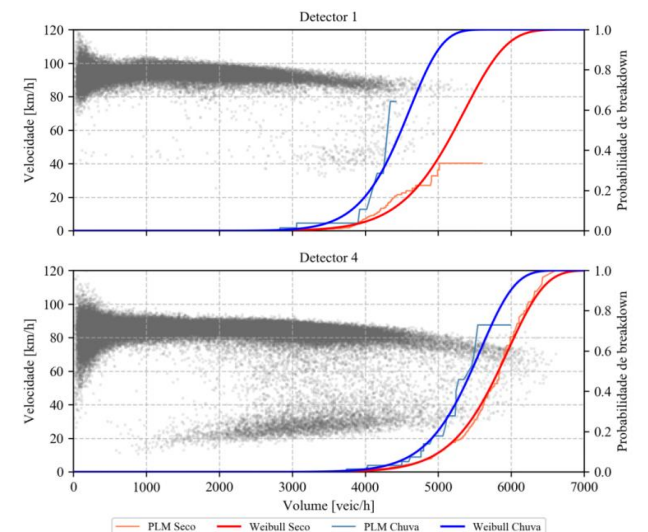 Detector 1
120
100
80
60
40
20
0
Velocidade [km/h]
1.0
0.8
0.6
0.4
0.2
0.0
Probabilidade de breakdown
Detector 4
120
100
80
60
40
20
0
Velocidade [km/h]
1.0
0.8
0.6
0.4
0.2
0.0
Probabilidade de breakdown
0 1000 2000 3000 4000 5000 6000 7000
Volume [veic/h]
PLM Seco Weibull Seco PLM Chuva Weibull Chuva